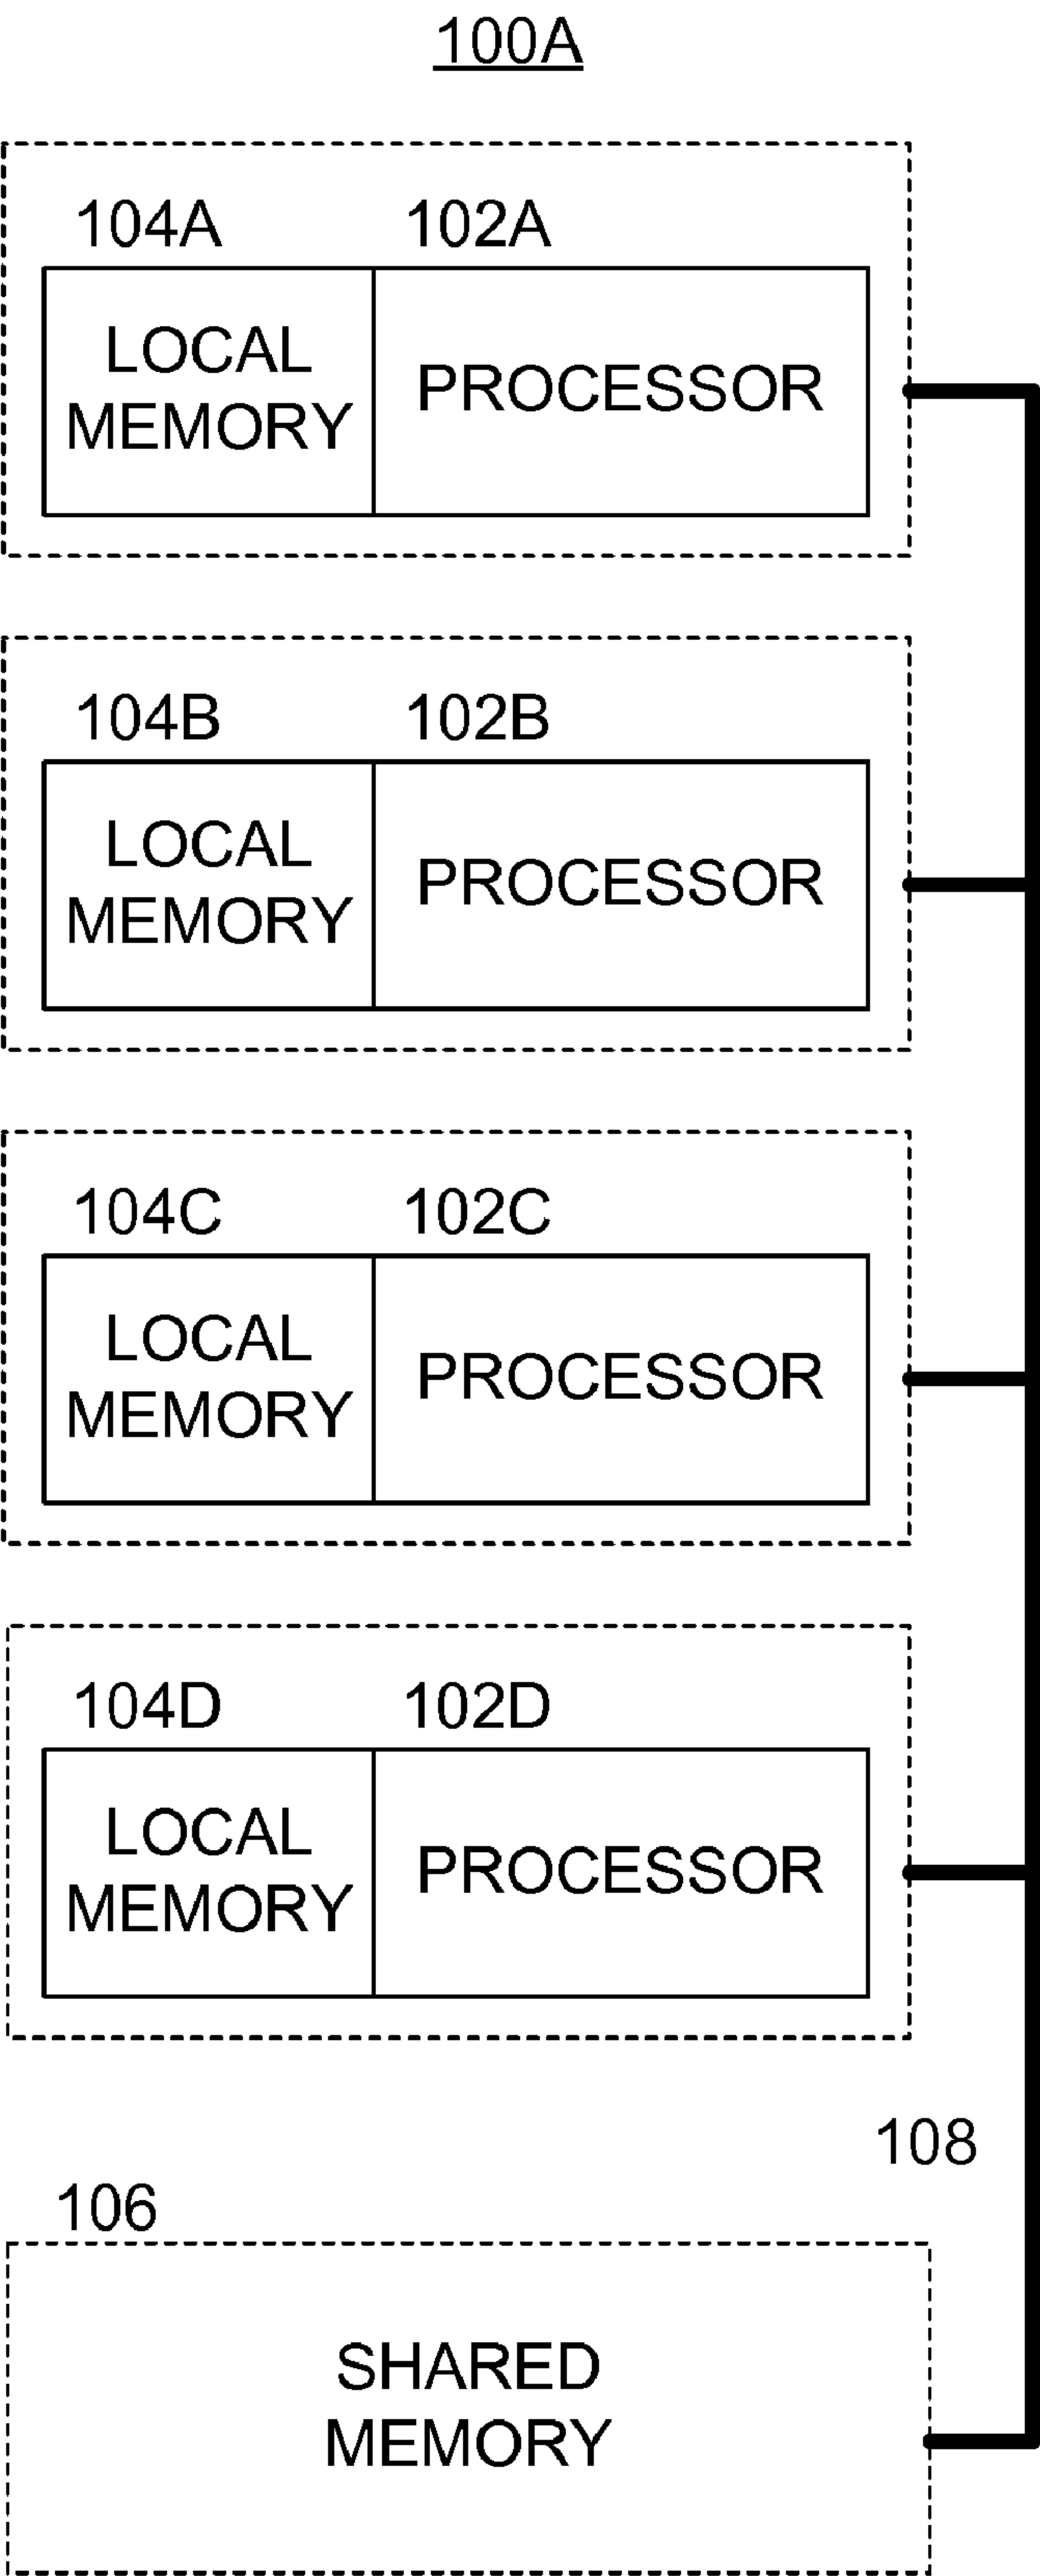 100A
104A 102A
LOCAL
MEMORY
PROCESSOR
104B 102B
LOCAL
MEMORY
PROCESSOR
104C 102C
LOCAL
MEMORY
PROCESSOR
104D 102D
LOCAL
MEMORY
PROCESSOR
108
106
SHARED
MEMORY